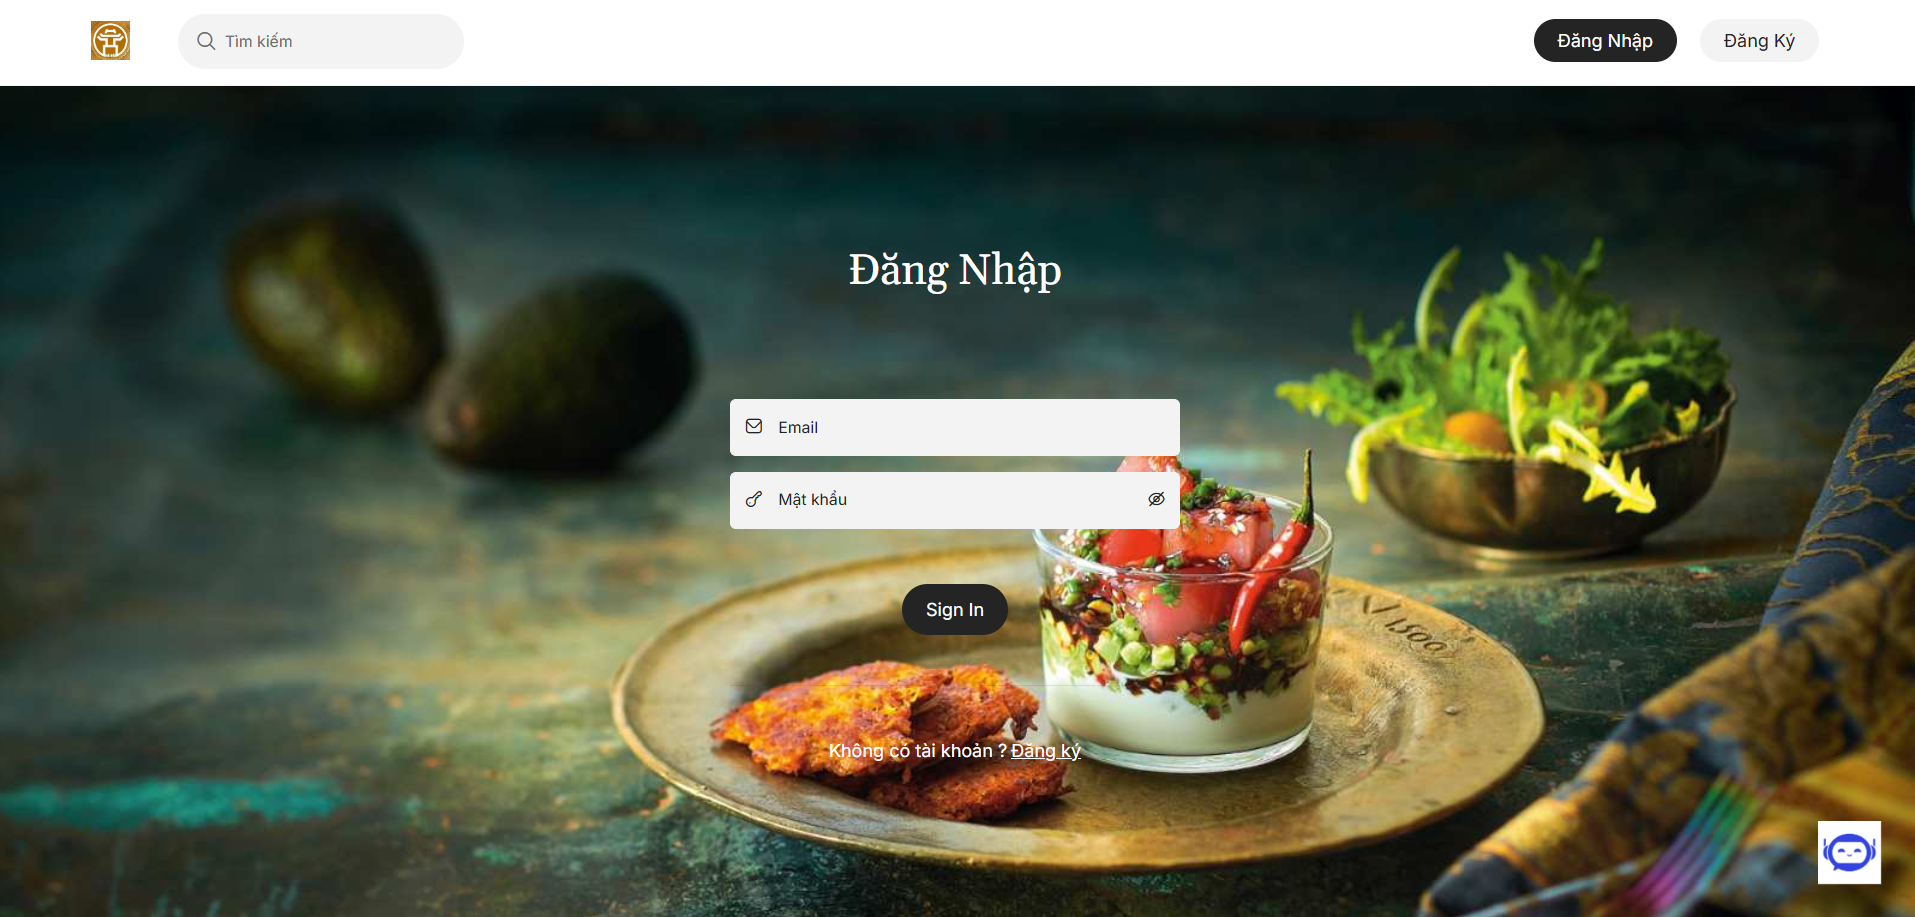 Tìm kiếm
Đăng Nhập
Đăng Ký
Đăng Nhập
Email
Mật khẩu
Sign In
V 1500
Không có tài khoản ? Đăng ký